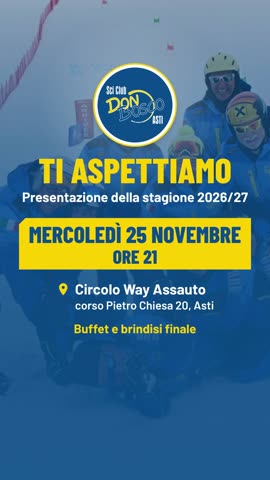 Sci Club
DON
BOSCO
ASTI
TI ASPETTIAMO
Presentazione della stagione 2026/27
MERCOLEDÌ 25 NOVEMBRE
ORE 21
Circolo Way Assauto
corso Pietro Chiesa 20, Asti
Buffet e brindisi finale